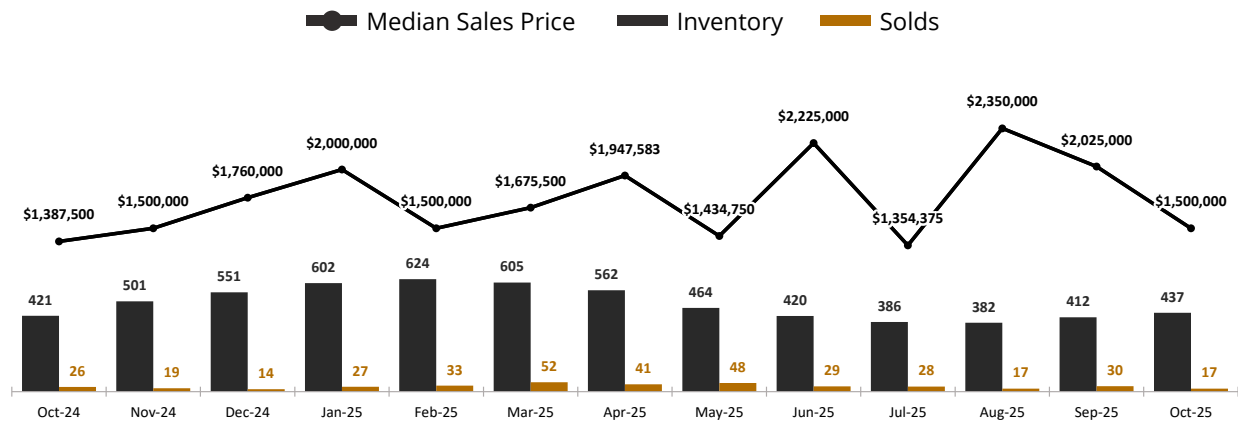 Median Sales Price Inventory Solds
$1,387,500 $1,500,000 $1,760,000 $2,000,000 $1,500,000 $1,675,500 $1,947,583 $1,434,750 $2,225,000 $1,354,375 $2,350,000 $2,025,000 $1,500,000
421 501 551 602 624 605 562 464 420 386 382 412 437
26 19 14 27 33 52 41 48 29 28 17 30 17
Oct-24 Nov-24 Dec-24 Jan-25 Feb-25 Mar-25 Apr-25 May-25 Jun-25 Jul-25 Aug-25 Sep-25 Oct-25